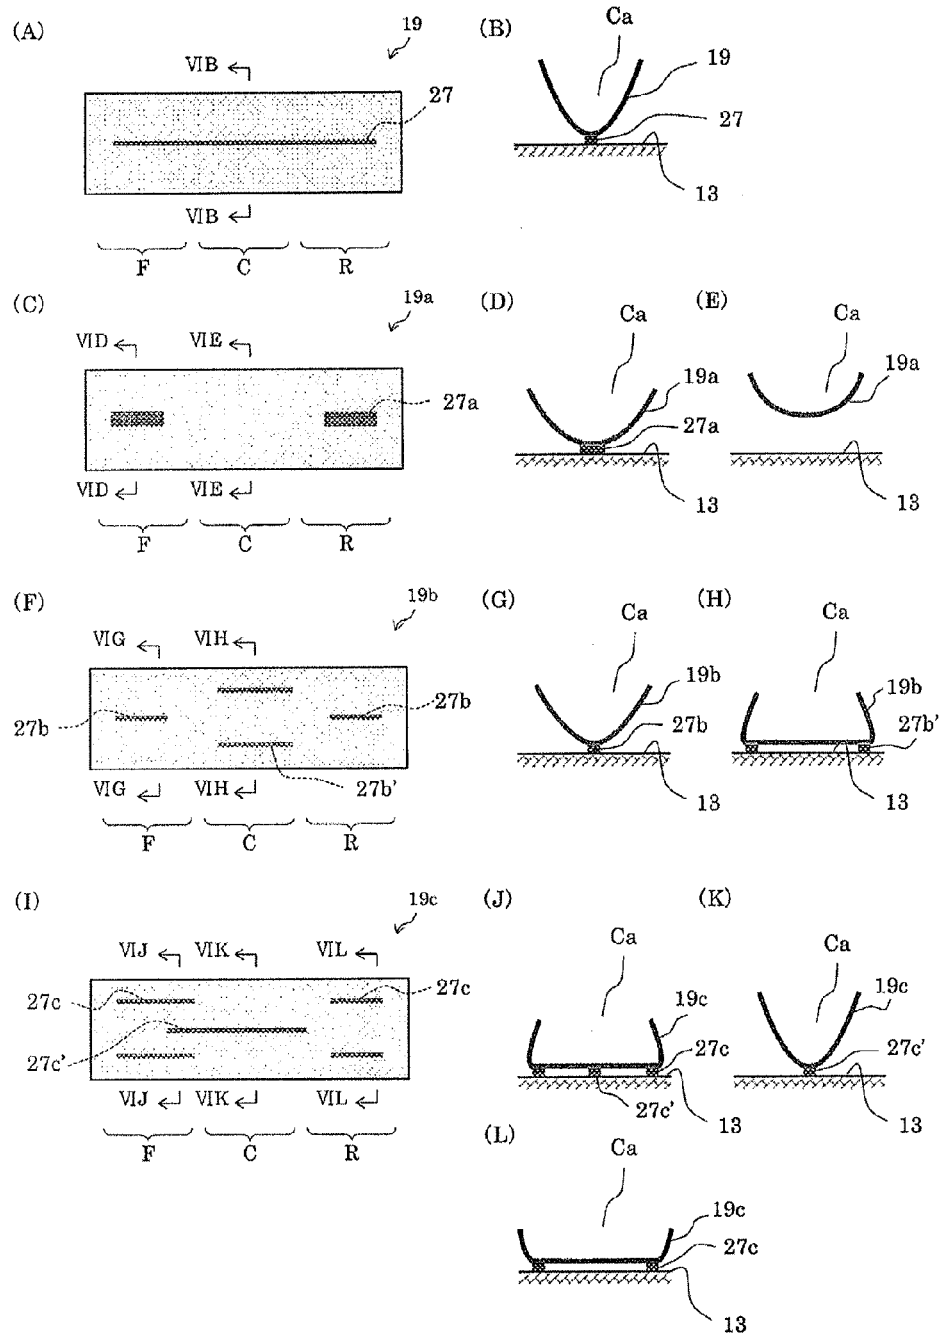 (A)
19
VIB
27
VIB
F C R
(B)
Ca
19
27
13
(C)
19a
VID VIE
27a
VID VIE
F C R
(D)
Ca
19a
27a
13
(E)
Ca
19a
13
(F)
19b
VIG VIH
27b 27b
VIG VIH 27b'
F C R
(G)
Ca
19b
27b
13
(H)
Ca
19b
27b'
13
(I)
19c
VIJ VIK VIL
27c 27c
27c'
VIJ VIK VIL
F C R
(J)
Ca
19c
27c
27c' 13
(K)
Ca
19c
27c'
13
(L)
Ca
19c
27c
13